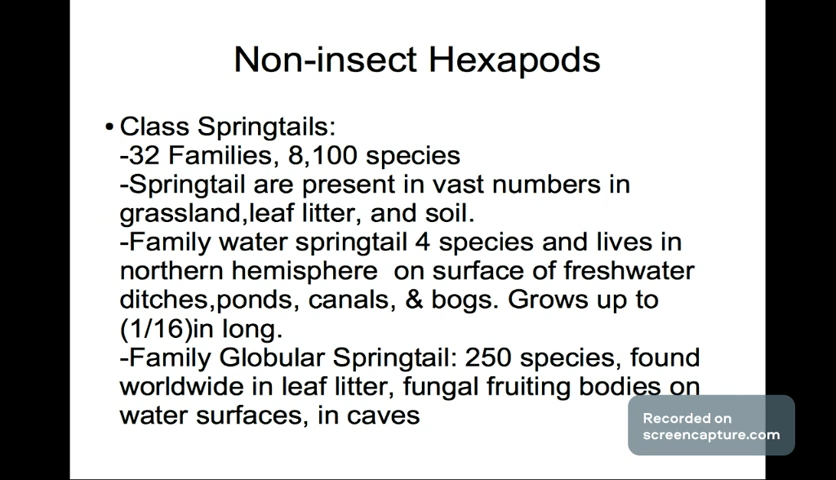 Non-insect Hexapods
• Class Springtails:
-32 Families, 8,100 species
-Springtail are present in vast numbers in
grassland,leaf litter, and soil.
-Family water springtail 4 species and lives in
northern hemisphere  on surface of freshwater
ditches,ponds, canals, & bogs. Grows up to
(1/16)in long.
-Family Globular Springtail: 250 species, found
worldwide in leaf litter, fungal fruiting bodies on
water surfaces, in caves
Recorded on
screencapture.com